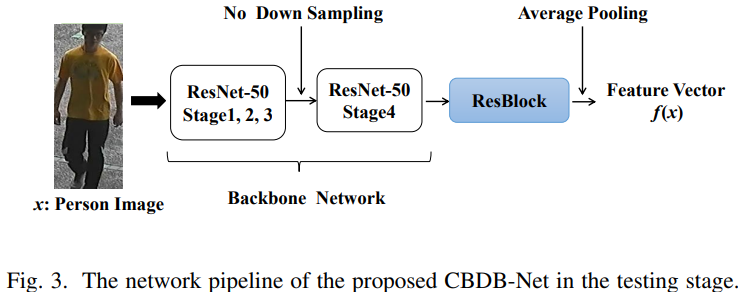 No Down Sampling
Average Pooling
ResNet-50
Stage1, 2, 3
ResNet-50
Stage4
ResBlock
Feature Vector
f(x)
x: Person Image
Backbone Network
Fig. 3. The network pipeline of the proposed CBDB-Net in the testing stage.